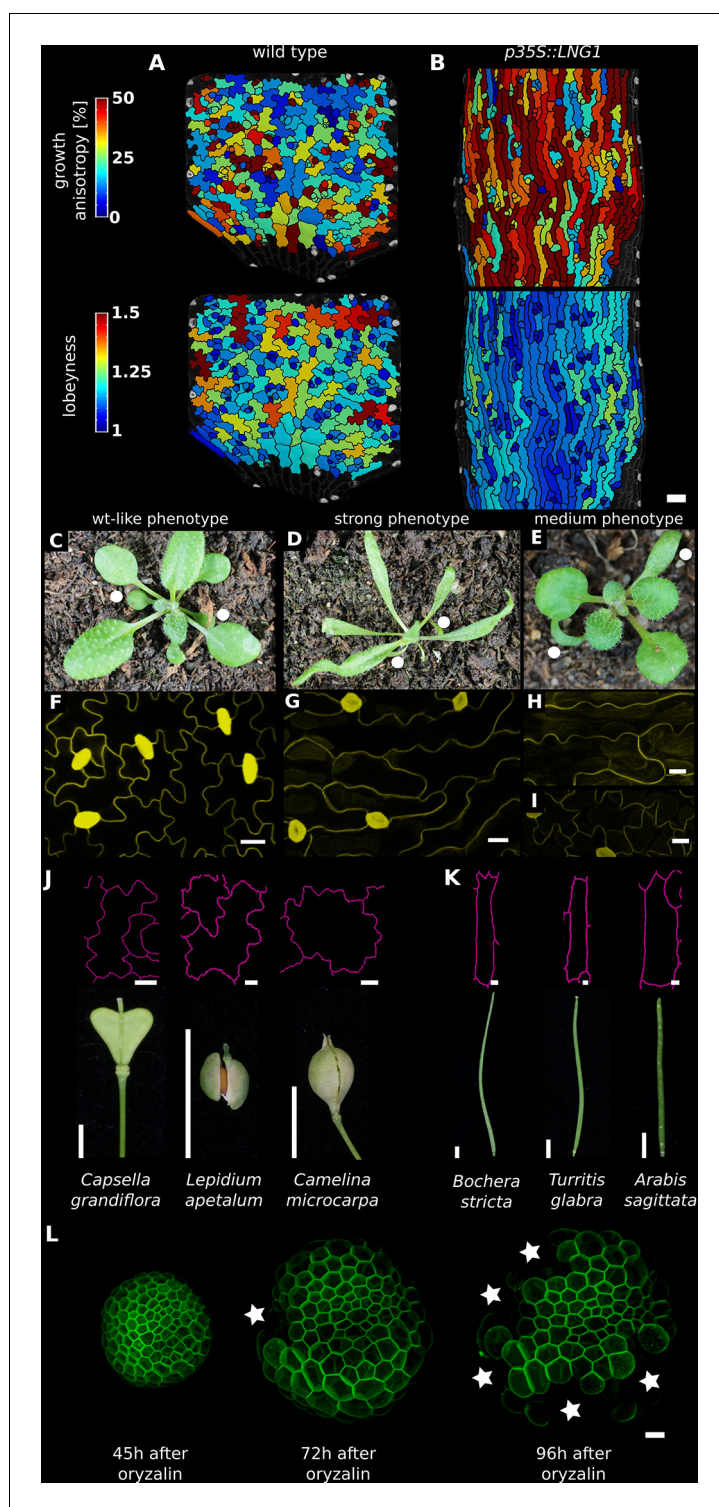 A
wild type
B
p35S::LNG1
growth
anisotropy [%]
50
25
0
lobeyness
1.5
1.25
1
wt-like phenotype
strong phenotype
medium phenotype
C
D
E
F
G
H
I
J
K
Capsella
grandiflora
Lepidium
apetalum
Camelina
microcarpa
Bochera
stricta
Turritis
glabra
Arabis
sagittata
L
45h after
oryzalin
72h after
oryzalin
96h after
oryzalin